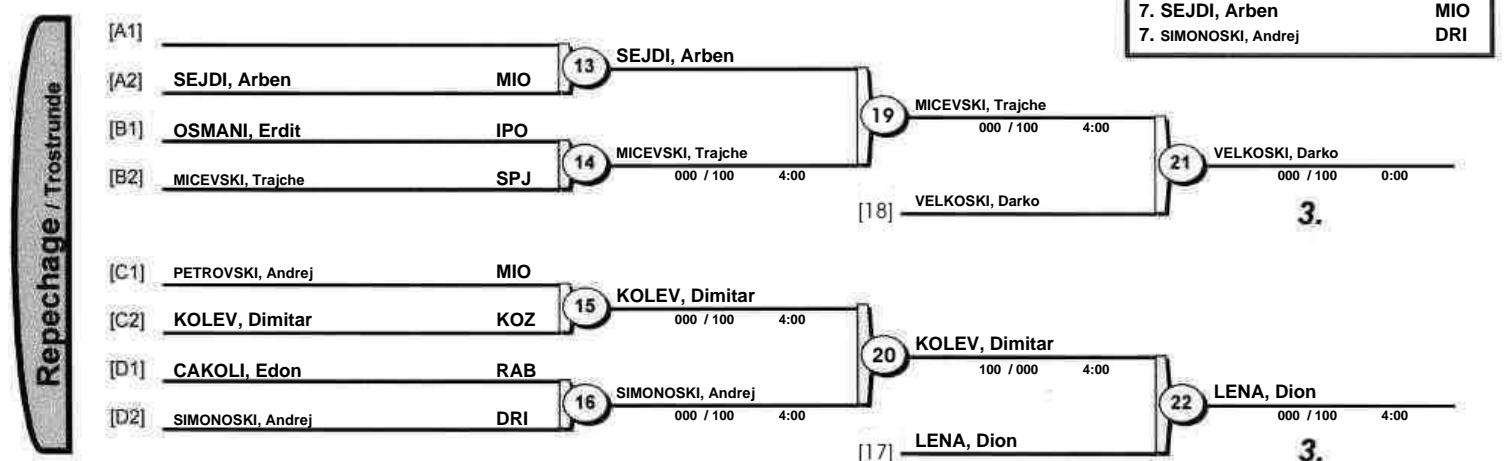 7. SEJDI, Arben MIO
7. SIMONOSKI, Andrej DRI
Repechage / Trostrunde
[A1]
[A2] SEJDI, Arben MIO
13 SEJDI, Arben
[B1] OSMANI, Erdit IPO
[B2] MICEVSKI, Trajche SPJ
14 MICEVSKI, Trajche
000 / 100 4:00
19 MICEVSKI, Trajche
000 / 100 4:00
[18] VELKOSKI, Darko
21 VELKOSKI, Darko
000 / 100 0:00
3.
[C1] PETROVSKI, Andrej MIO
[C2] KOLEV, Dimitar KOZ
15 KOLEV, Dimitar
000 / 100 4:00
[D1] CAKOLI, Edon RAB
[D2] SIMONOSKI, Andrej DRI
16 SIMONOSKI, Andrej
000 / 100 4:00
20 KOLEV, Dimitar
100 / 000 4:00
[17] LENA, Dion
22 LENA, Dion
000 / 100 4:00
3.